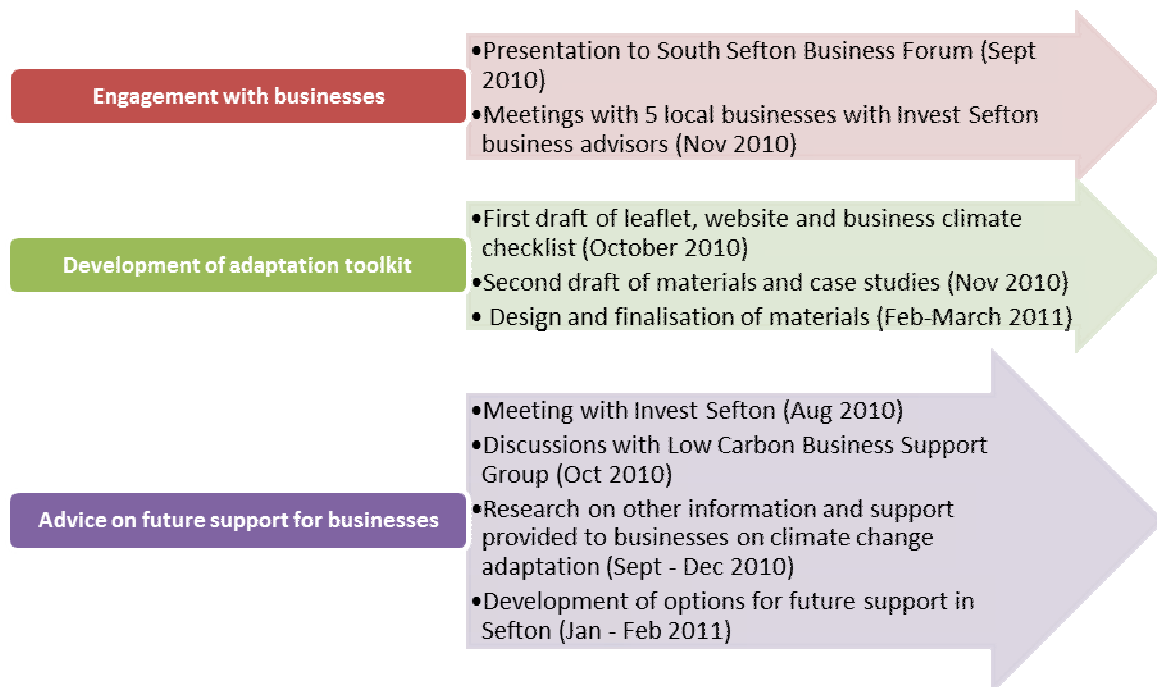 Engagement with businesses
•Presentation to South Sefton Business Forum (Sept
2010)
•Meetings with 5 local businesses with Invest Sefton
business advisors (Nov 2010)
Development of adaptation toolkit
•First draft of leaflet, website and business climate
checklist (October 2010)
•Second draft of materials and case studies (Nov 2010)
• Design and finalisation of materials (Feb-March 2011)
Advice on future support for businesses
•Meeting with Invest Sefton (Aug 2010)
•Discussions with Low Carbon Business Support
Group (Oct 2010)
•Research on other information and support
provided to businesses on climate change
adaptation (Sept - Dec 2010)
•Development of options for future support in
Sefton (Jan - Feb 2011)